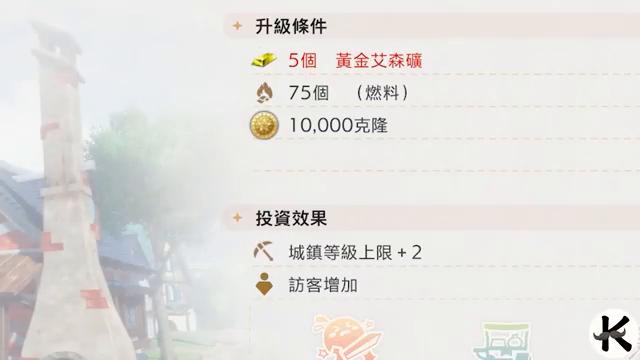 升級條件
5個 黃金艾森礦
75個 （燃料）
10,000克隆
投資效果
城鎮等級上限+2
訪客增加
K